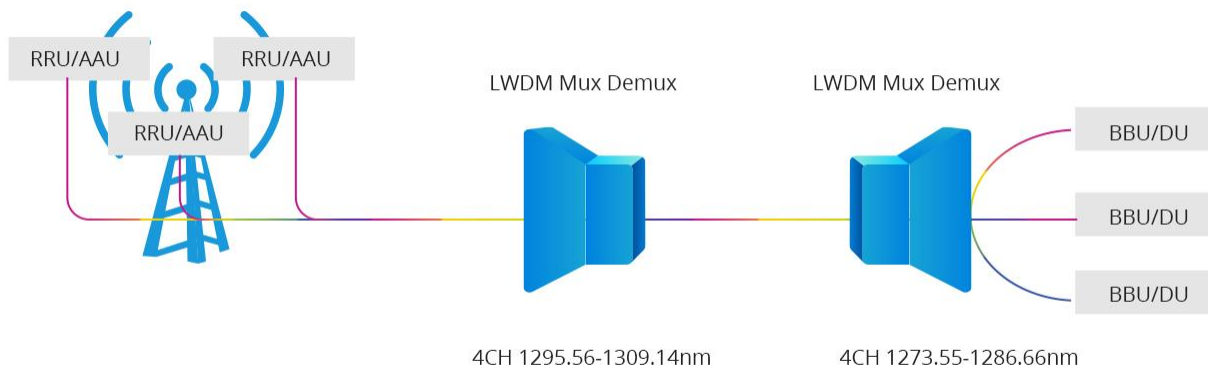 RRU/AAU
RRU/AAU
RRU/AAU
LWDM Mux Demux
LWDM Mux Demux
BBU/DU
BBU/DU
BBU/DU
4CH 1295.56-1309.14nm
4CH 1273.55-1286.66nm